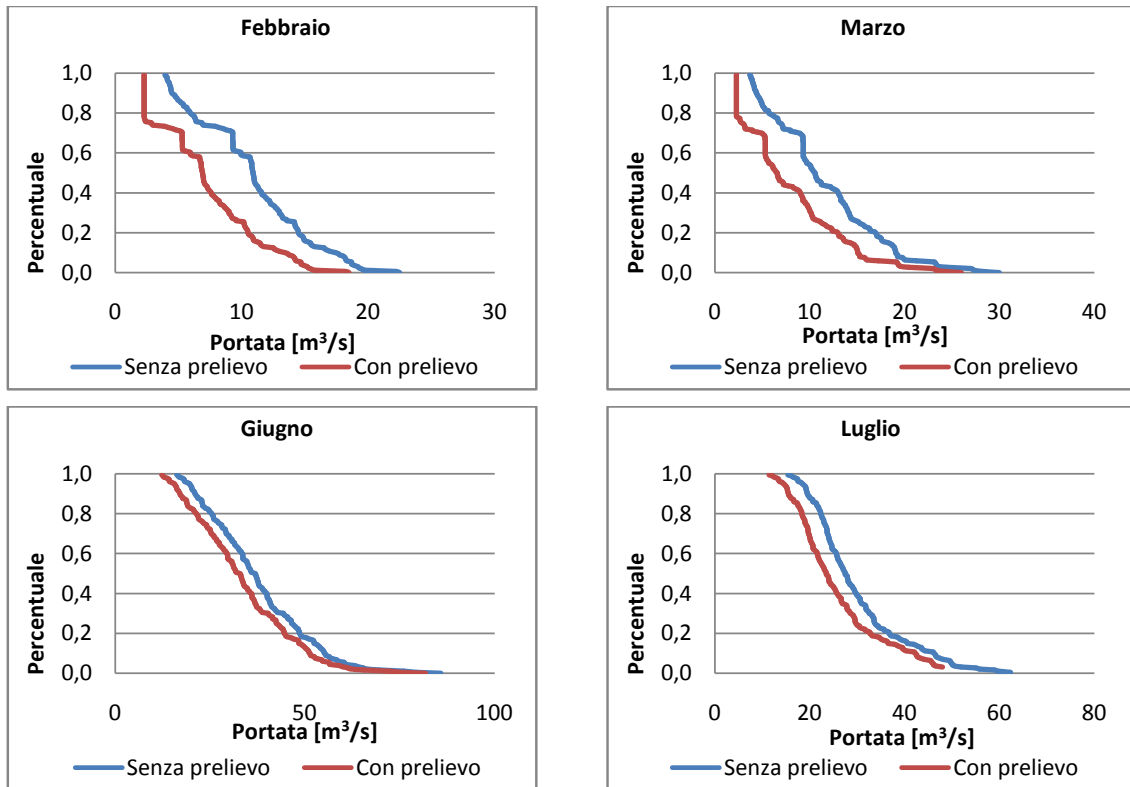 Febbraio
1,0
0,8
0,6
0,4
0,2
0,0
Percentuale
0
10
20
30
Portata [m³/s]
Senza prelievo
Con prelievo
Marzo
1,0
0,8
0,6
0,4
0,2
0,0
Percentuale
0
10
20
30
40
Portata [m³/s]
Senza prelievo
Con prelievo
Giugno
1,0
0,8
0,6
0,4
0,2
0,0
Percentuale
0
50
100
Portata [m³/s]
Senza prelievo
Con prelievo
Luglio
1,0
0,8
0,6
0,4
0,2
0,0
Percentuale
0
20
40
60
80
Portata [m³/s]
Senza prelievo
Con prelievo